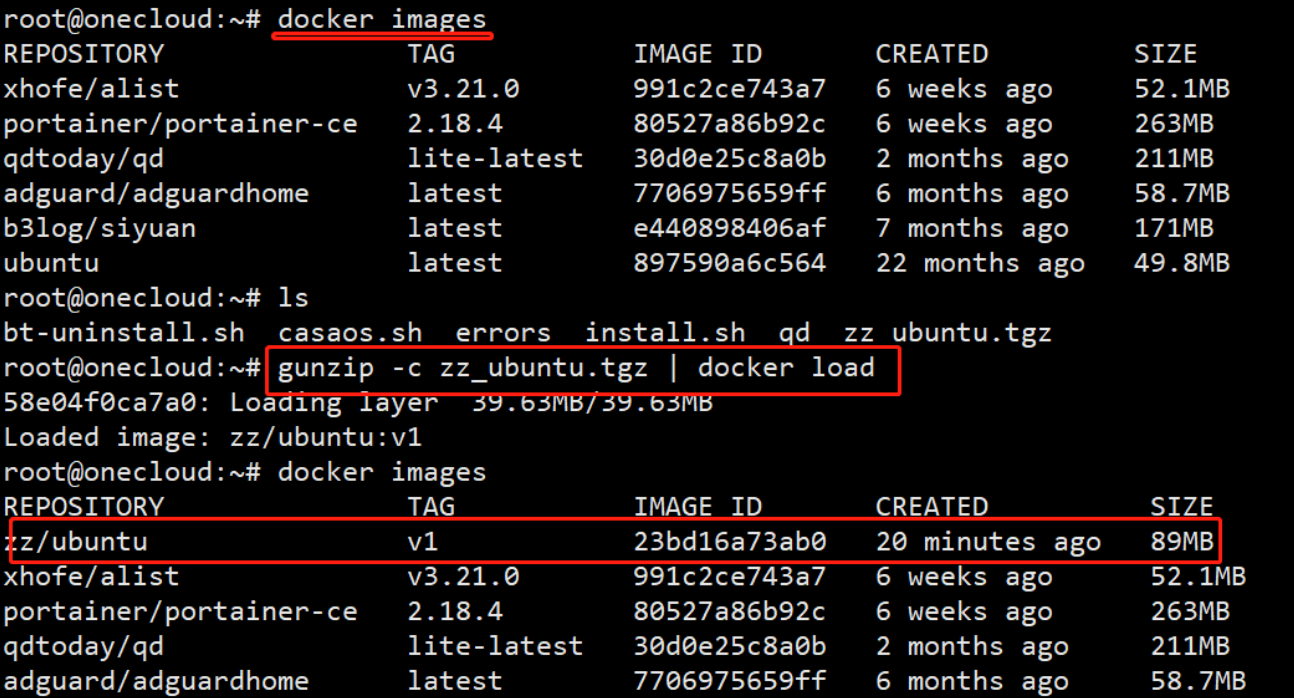 root@onecloud:~# docker images
REPOSITORY TAG IMAGE ID CREATED SIZE
xhofe/alist v3.21.0 991c2ce743a7 6 weeks ago 52.1MB
portainer/portainer-ce 2.18.4 80527a86b92c 6 weeks ago 263MB
qdtoday/qd lite-latest 30d0e25c8a0b 2 months ago 211MB
adguard/adguardhome latest 7706975659ff 6 months ago 58.7MB
b3log/siyuan latest e440898406af 7 months ago 171MB
ubuntu latest 897590a6c564 22 months ago 49.8MB
root@onecloud:~# ls
bt-uninstall.sh casaos.sh errors install.sh qd zz_ubuntu.tgz
root@onecloud:~# gunzip -c zz_ubuntu.tgz | docker load
58e04f0ca7a0: Loading layer 39.63MB/39.63MB
Loaded image: zz/ubuntu:v1
root@onecloud:~# docker images
REPOSITORY TAG IMAGE ID CREATED SIZE
zz/ubuntu v1 23bd16a73ab0 20 minutes ago 89MB
xhofe/alist v3.21.0 991c2ce743a7 6 weeks ago 52.1MB
portainer/portainer-ce 2.18.4 80527a86b92c 6 weeks ago 263MB
qdtoday/qd lite-latest 30d0e25c8a0b 2 months ago 211MB
adguard/adguardhome latest 7706975659ff 6 months ago 58.7MB